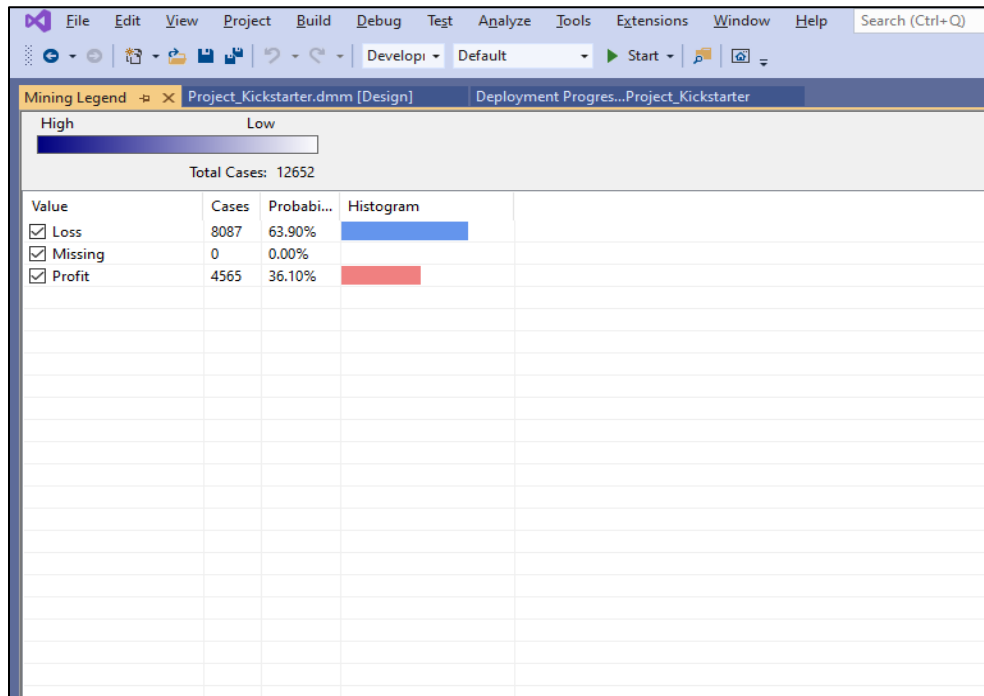 File Edit View Project Build Debug Test Analyze Tools Extensions Window Help Search (Ctrl+Q)
Developi Default Start
Mining Legend Project_Kickstarter.dmm [Design] Deployment Progres...Project_Kickstarter
High Low
Total Cases: 12652
Value Cases Probabi... Histogram
Loss 8087 63.90%
Missing 0 0.00%
Profit 4565 36.10%